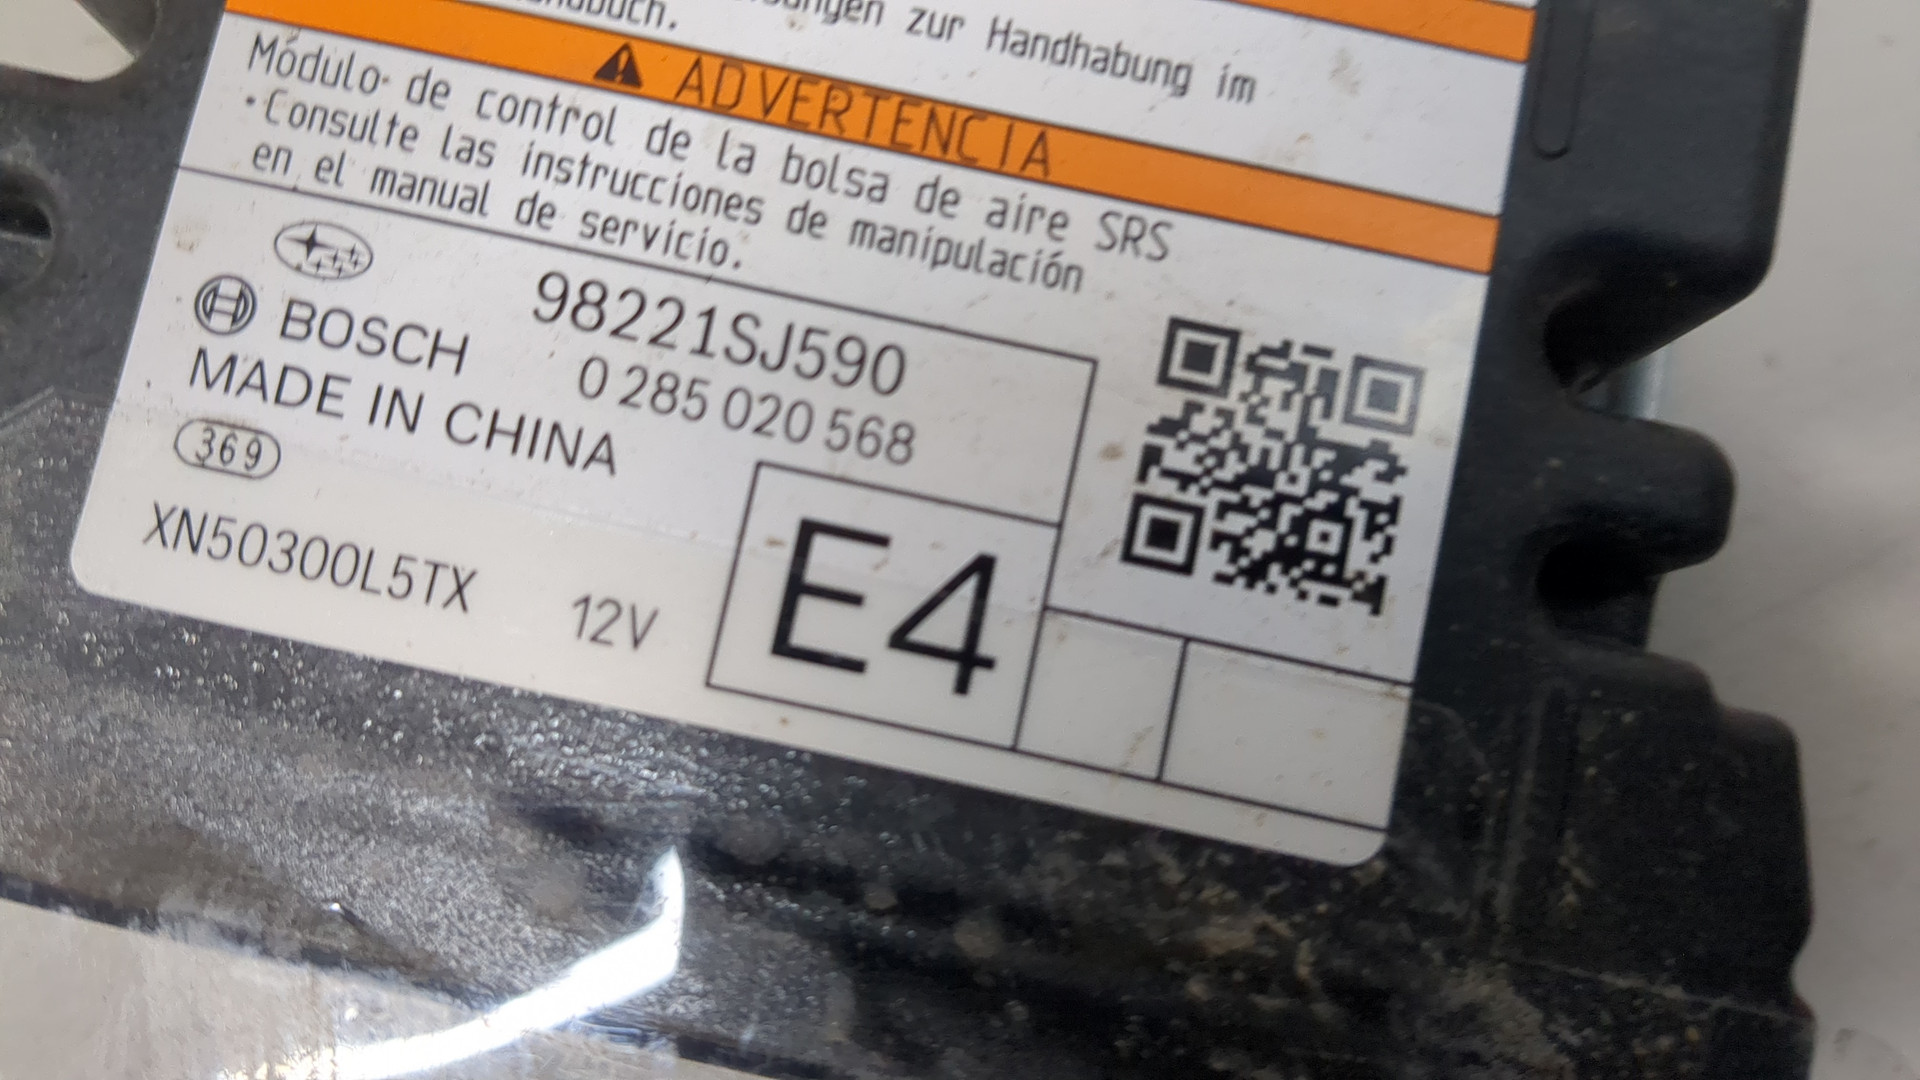 zur Handhabung im
ADVERTENCIA
Módulo de control de la bolsa de aire SRS
·Consulte las instrucciones de manipulación
en el manual de servicio.
98221SJ590
BOSCH
0 285 020 568
MADE IN CHINA
369
XN50300L5TX
12V
E4